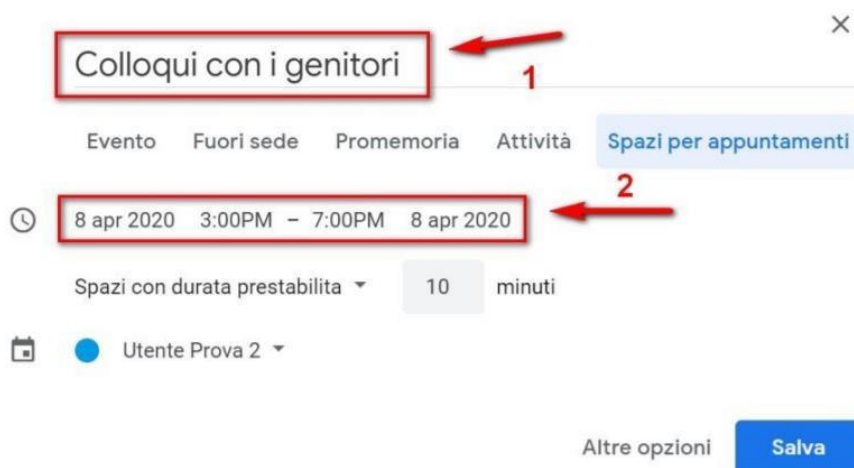 Colloqui con i genitori
1
Evento Fuori sede Promemoria Attività Spazi per appuntamenti
2
8 apr 2020 3:00PM – 7:00PM 8 apr 2020
Spazi con durata prestabilita 10 minuti
Utente Prova 2
Altre opzioni Salva